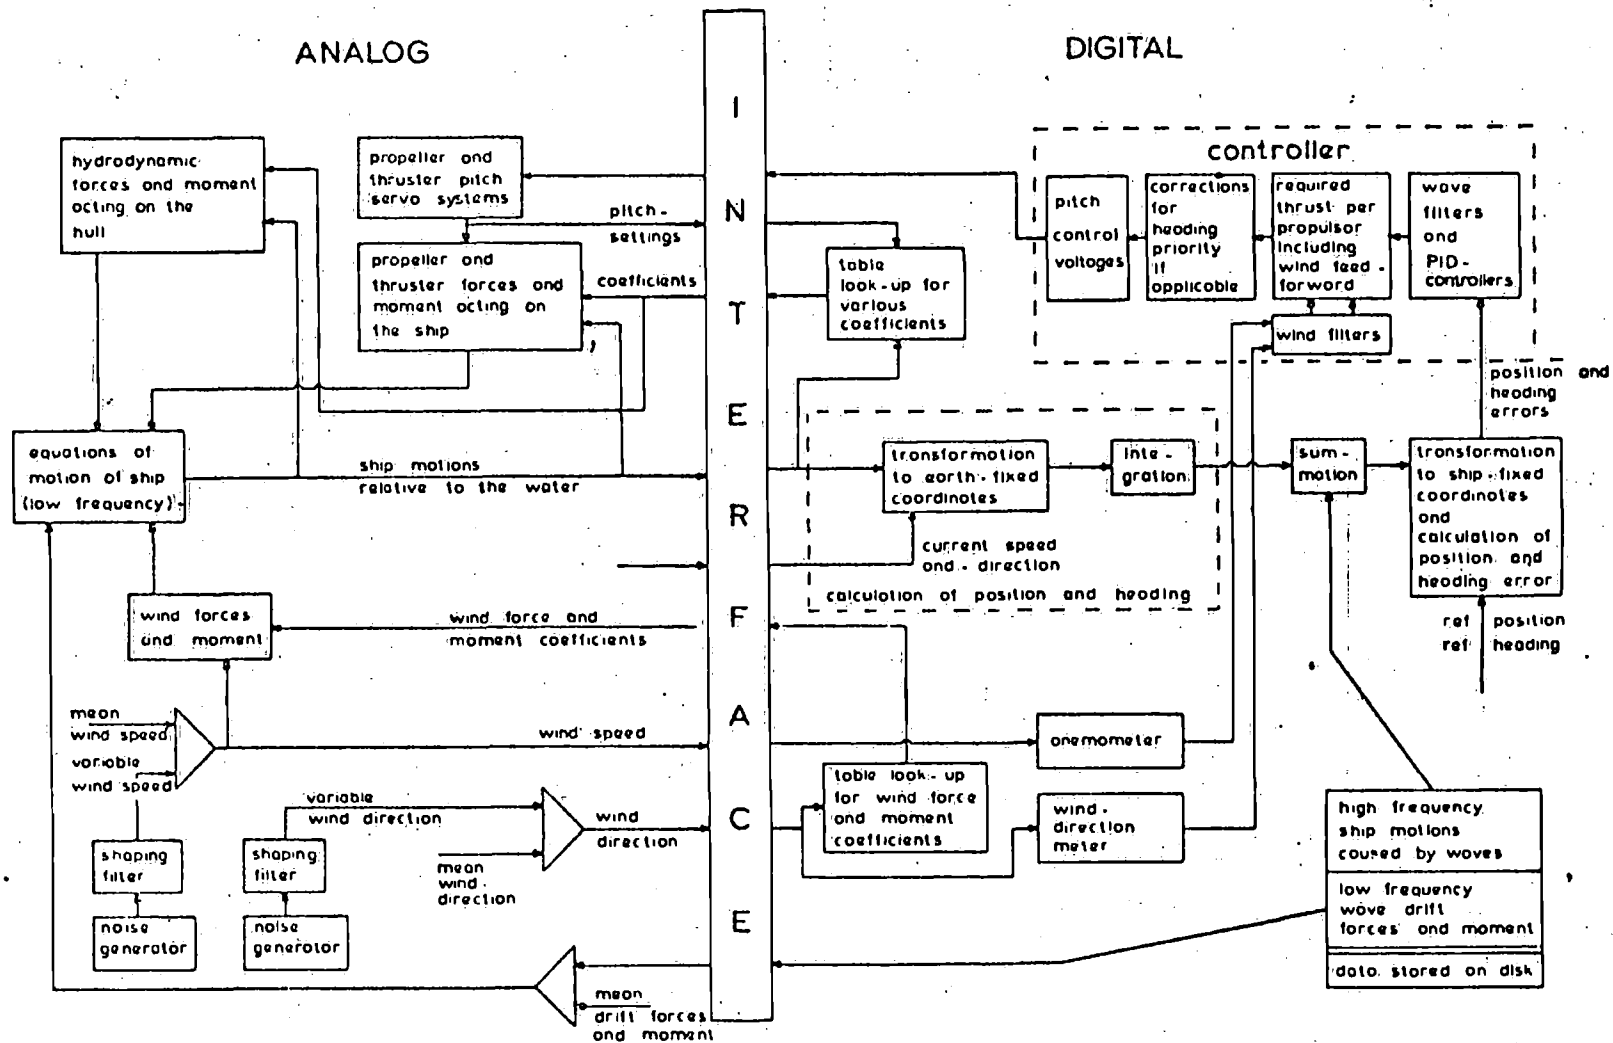 ANALOG
DIGITAL
INTERFACE
hydrodynamic
forces and moment
acting on the
hull
propeller and
thruster pitch
servo systems
pitch-
settings
propeller and
thruster forces and
moment acting on
the ship
coefficients
equations of
motion of ship
(low frequency)
ship motions
relative to the water
wind forces
and moment
wind force and
moment coefficients
mean
wind speed
variable
wind speed
wind speed
shaping
filter
noise
generator
variable
wind direction
shaping
filter
noise
generator
mean
wind
direction
wind
direction
mean
drift forces
and moment
controller
pitch
control
voltages
corrections
for
heading
priority
if
applicable
required
thrust per
propulsor
including
wind feed-
forward
wave
filters
and
PID-
controllers
wind filters
table
look-up for
various
coefficients
position and
heading
errors
transformation
to earth-fixed
coordinates
inte-
gration
sum-
mation
transformation
to ship-fixed
coordinates
and
calculation of
position and
heading error
current speed
and direction
calculation of position and heading
ref position
ref heading
anemometer
table look-up
for wind force
and moment
coefficients
wind-
direction
meter
high frequency
ship motions
caused by waves
low frequency
wave drift
forces and moment
data stored on disk